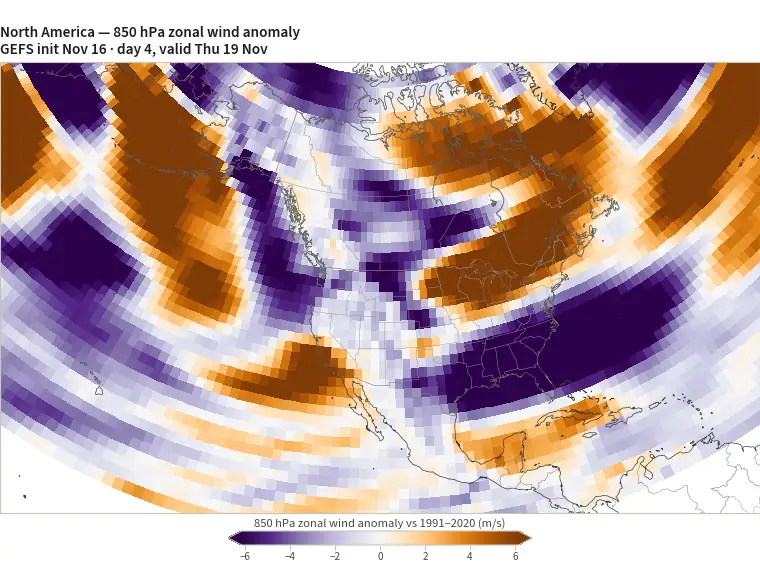 North America — 850 hPa zonal wind anomaly
GEFS init Nov 16 · day 4, valid Thu 19 Nov
850 hPa zonal wind anomaly vs 1991–2020 (m/s)
−6 −4 −2 0 2 4 6